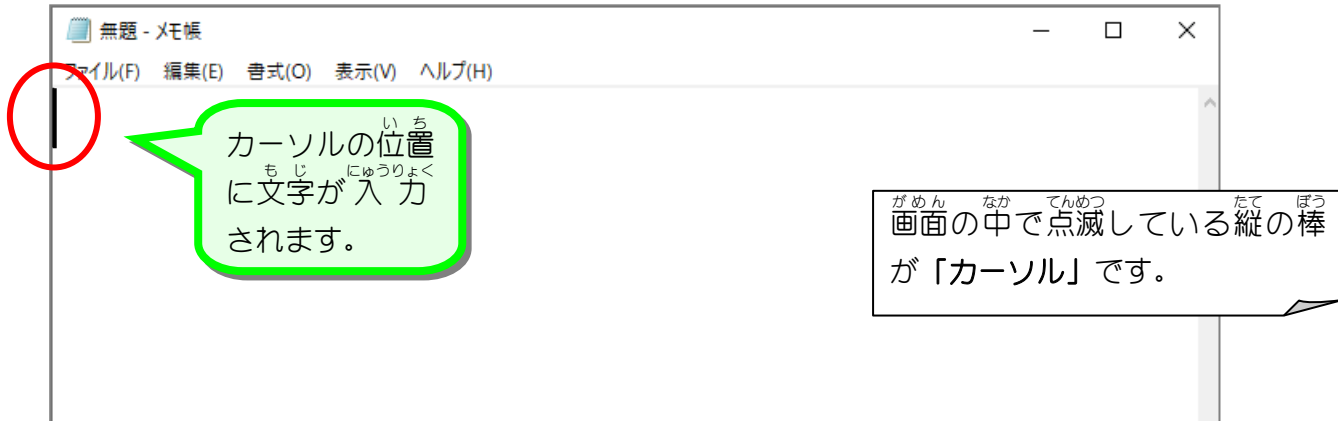 無題 - メモ帳
ファイル(F) 編集(E) 書式(O) 表示(V) ヘルプ(H)
いち
カーソルの位置
もじ にゅうりょく
に文字が入力
されます。
がめん なか てんめつ たて ぼう
画面の中で点滅している縦の棒
が「カーソル」です。